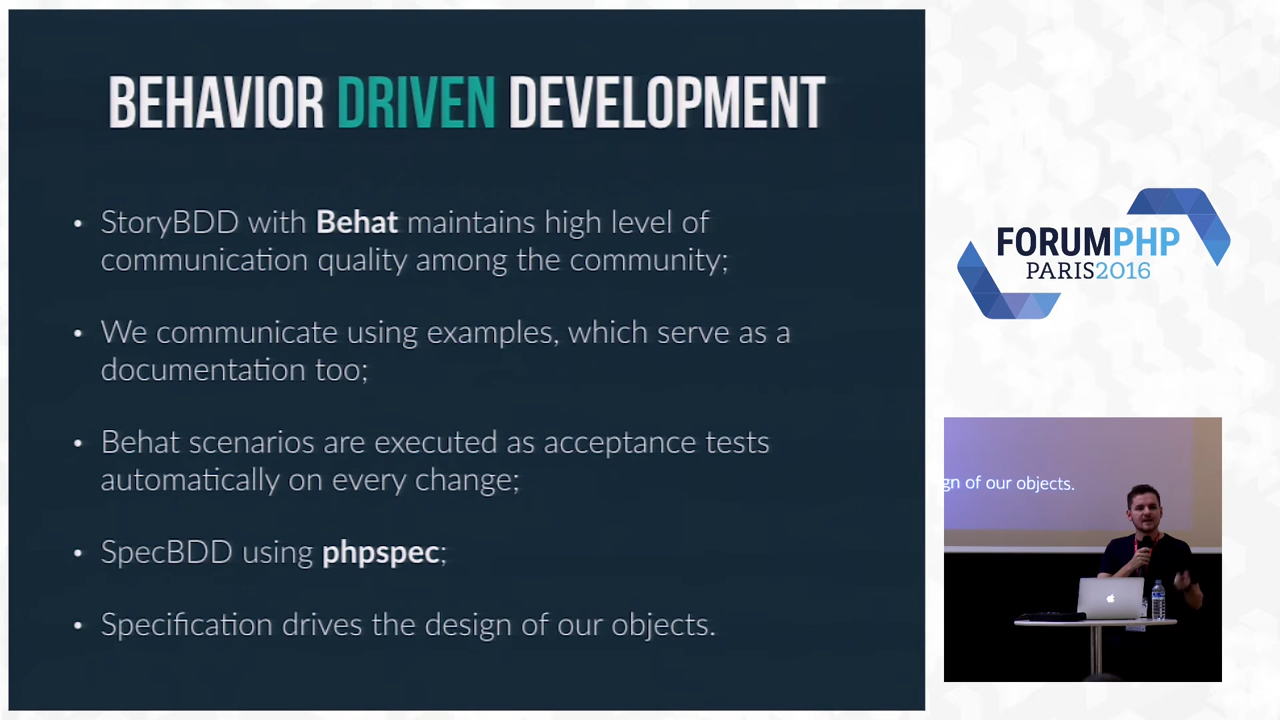 BEHAVIOR DRIVEN DEVELOPMENT
• StoryBDD with Behat maintains high level of
communication quality among the community;
• We communicate using examples, which serve as a
documentation too;
• Behat scenarios are executed as acceptance tests
automatically on every change;
• SpecBDD using phpspec;
• Specification drives the design of our objects.
FORUMPHP
PARIS2016
gn of our objects.